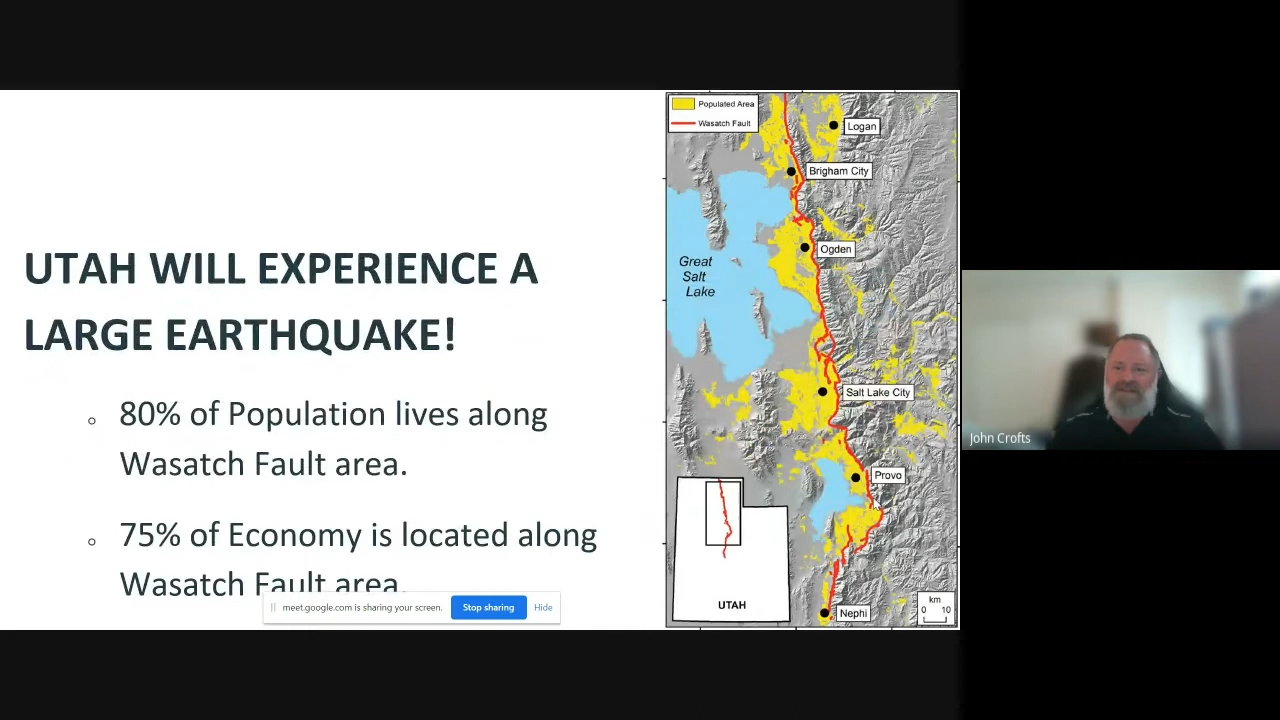 UTAH WILL EXPERIENCE A
LARGE EARTHQUAKE!
80% of Population lives along
Wasatch Fault area.
75% of Economy is located along
Wasatch Fault area.
meet.google.com is sharing your screen.
Stop sharing
Hide
Populated Area
Wasatch Fault
Logan
Brigham City
Ogden
Great
Salt
Lake
Salt Lake City
Provo
Nephi
UTAH
km
0 10
John Crofts